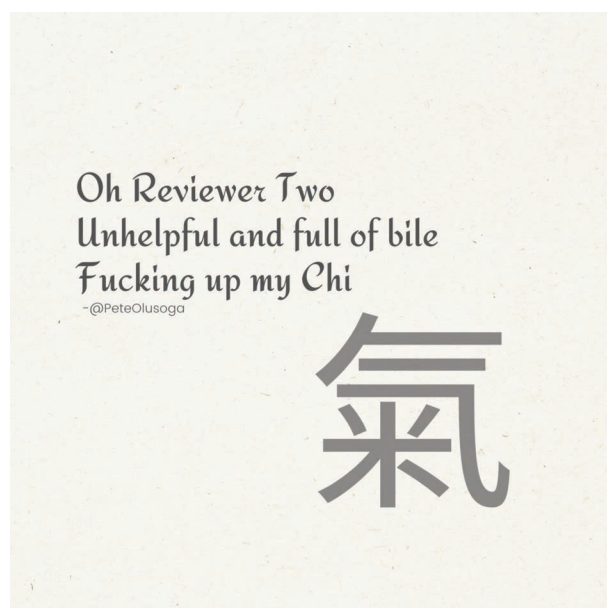 Oh Reviewer Two
Unhelpful and full of bile
Fucking up my Chi
-@PeteOlusoga
氣